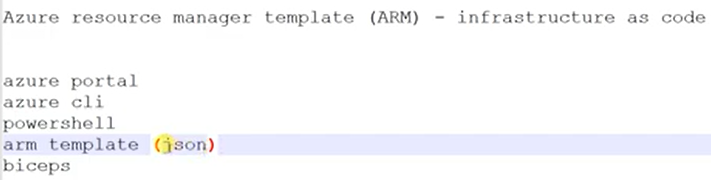 Azure resource manager template (ARM) - infrastructure as code
azure portal
azure cli
powershell
arm template (json)
biceps